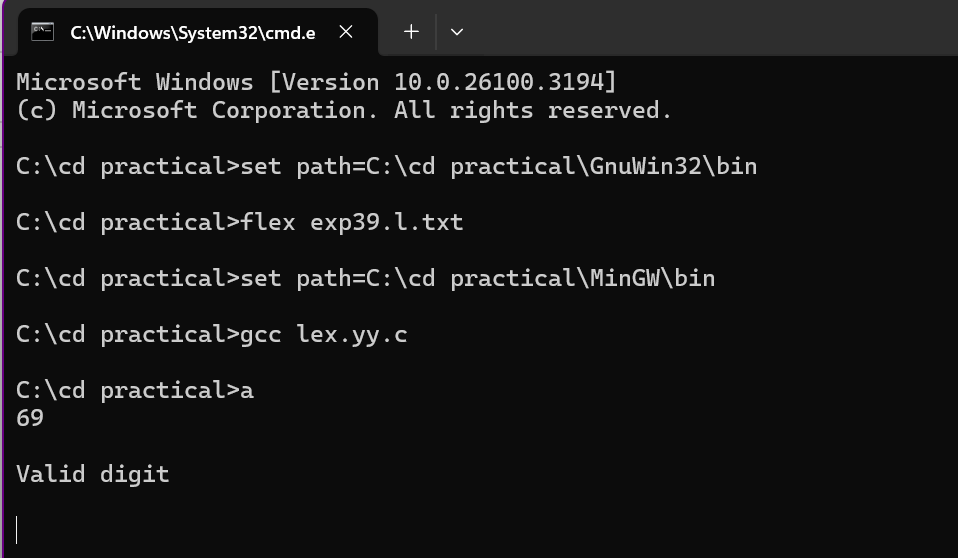 C:\Windows\System32\cmd.e
Microsoft Windows [Version 10.0.26100.3194]
(c) Microsoft Corporation. All rights reserved.
C:\cd practical>set path=C:\cd practical\GnuWin32\bin
C:\cd practical>flex exp39.l.txt
C:\cd practical>set path=C:\cd practical\MinGW\bin
C:\cd practical>gcc lex.yy.c
C:\cd practical>a
69
Valid digit